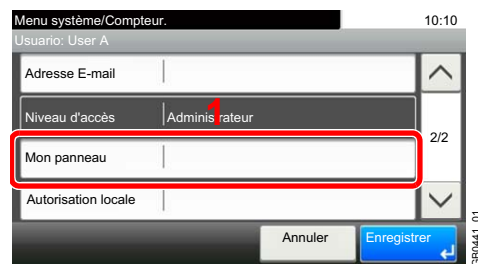 Menu système/Compteur.
10:10
Usuario: User A
Adresse E-mail
Niveau d'accès Administrateur
1
2/2
Mon panneau
Autorisation locale
Annuler Enregistrer
GB0441_01